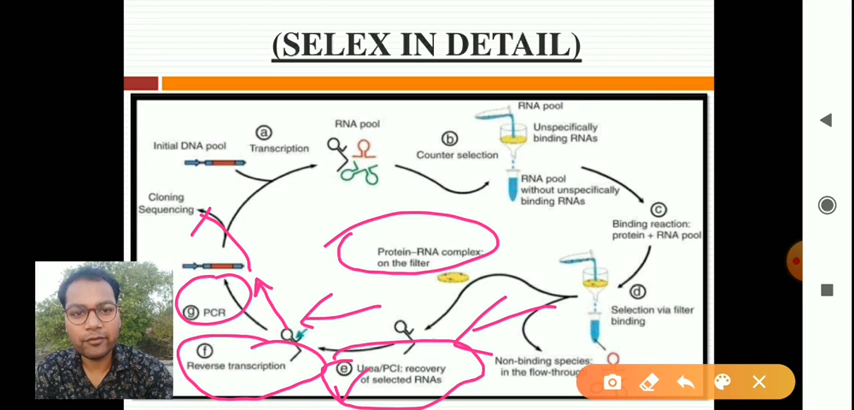 (SELEX IN DETAIL)
RNA pool
RNA pool
Initial DNA pool
ⓐ
Transcription
ⓑ
Counter selection
Unspecifically
binding RNAs
RNA pool
without unspecifically
binding RNAs
Cloning
Sequencing
ⓒ
Binding reaction:
protein + RNA pool
Protein–RNA complex:
on the filter
ⓓ
Selection via filter
binding
ⓖ PCR
ⓕ
Reverse transcription
ⓔ Urea/PCI: recovery
of selected RNAs
Non-binding species:
in the flow-through